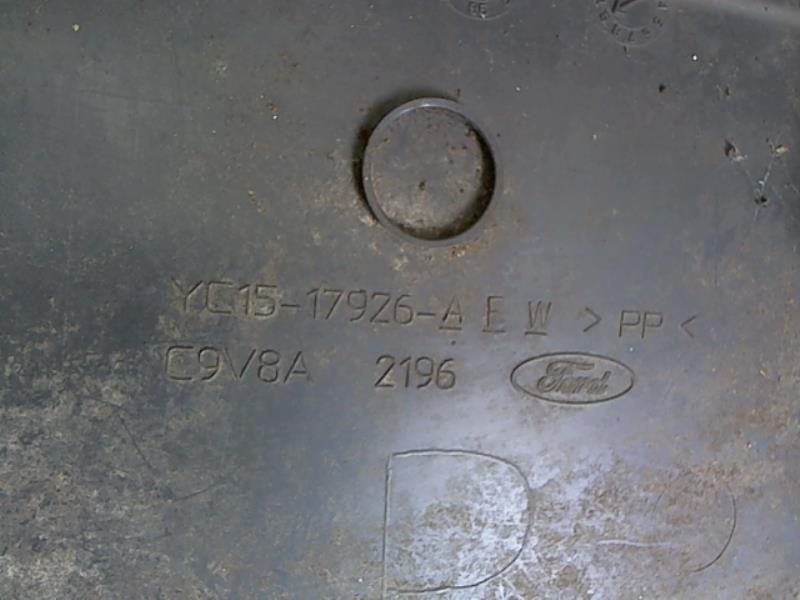 YC15-17926-A E W >PP<
C9V8A 2196 Ford
D